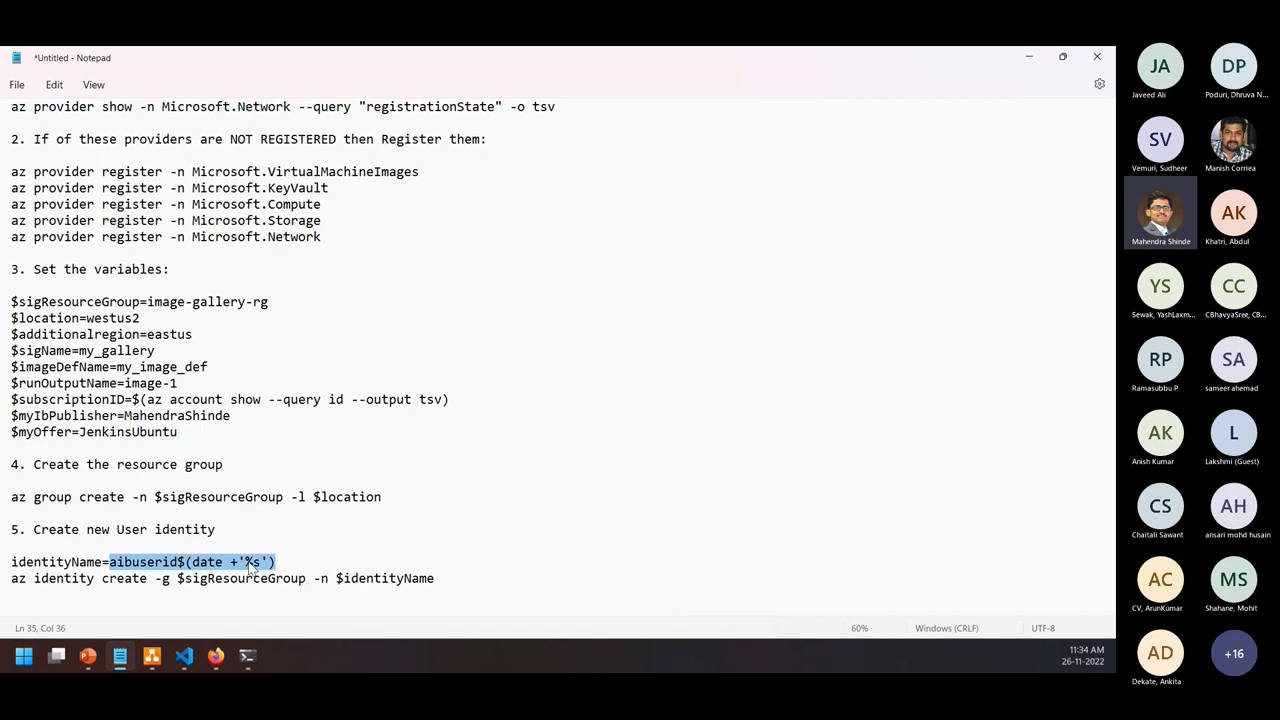 *Untitled - Notepad
File Edit View
az provider show -n Microsoft.Network --query "registrationState" -o tsv
2. If of these providers are NOT REGISTERED then Register them:
az provider register -n Microsoft.VirtualMachineImages
az provider register -n Microsoft.KeyVault
az provider register -n Microsoft.Compute
az provider register -n Microsoft.Storage
az provider register -n Microsoft.Network
3. Set the variables:
$sigResourceGroup=image-gallery-rg
$location=westus2
$additionalregion=eastus
$sigName=my_gallery
$imageDefName=my_image_def
$runOutputName=image-1
$subscriptionID=$(az account show --query id --output tsv)
$myIbPublisher=MahendraShinde
$myOffer=JenkinsUbuntu
4. Create the resource group
az group create -n $sigResourceGroup -l $location
5. Create new User identity
identityName=aibuserid$(date +'%s')
az identity create -g $sigResourceGroup -n $identityName
Ln 35, Col 36
60%
Windows (CRLF)
UTF-8
11:34 AM
26-11-2022
JA DP
Javeed Ali Poduri, Dhruva N...
SV
Vemuri, Sudheer Manish Corriea
AK
Mahendra Shinde Khatri, Abdul
YS CC
Sewak, YashLaxm... CBhavyaSree, CB...
RP SA
Ramasubbu P sameer ahemad
AK L
Anish Kumar Lakshmi (Guest)
CS AH
Chaitali Sawant ansari mohd husain
AC MS
CV, ArunKumar Shahane, Mohit
AD +16
Dekate, Ankita